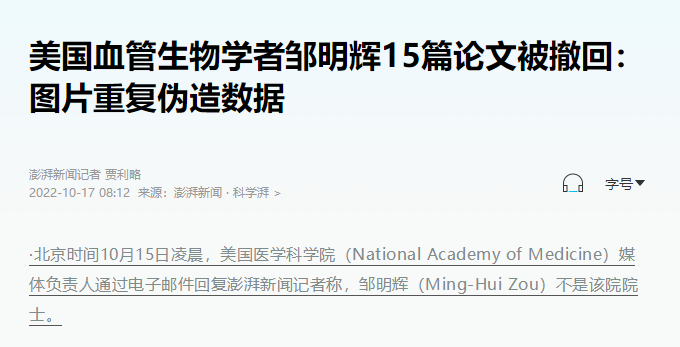 美国血管生物学者邹明辉15篇论文被撤回：
图片重复伪造数据
澎湃新闻记者 贾利略
2022-10-17 08:12 来源：澎湃新闻 · 科学湃 >
字号
·北京时间10月15日凌晨，美国医学科学院（National Academy of Medicine）媒
体负责人通过电子邮件回复澎湃新闻记者称，邹明辉（Ming-Hui Zou）不是该院院
士。